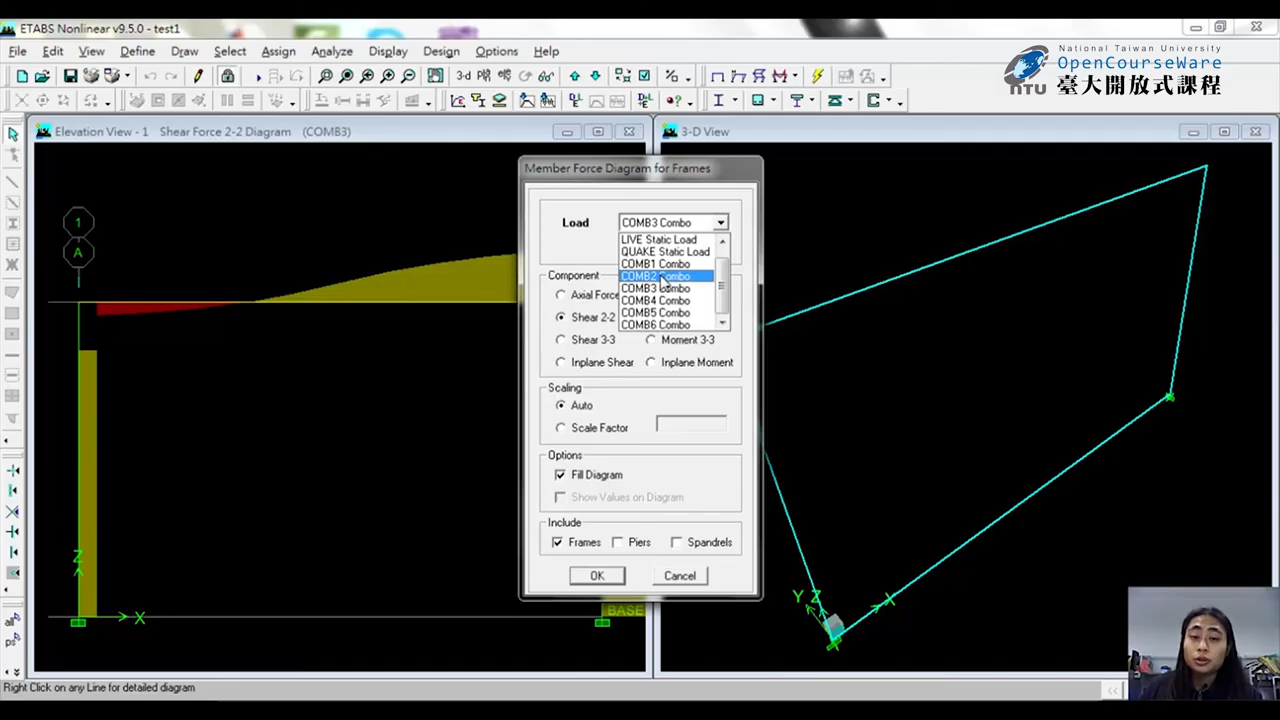 ETABS Nonlinear v9.5.0 - test1
File Edit View Define Draw Select Assign Analyze Display Design Options Help
National Taiwan University
OpenCourseWare
NTU 臺大開放式課程
3-d
Elevation View - 1 Shear Force 2-2 Diagram (COMB3)
3-D View
Member Force Diagram for Frames
Load COMB3 Combo
LIVE Static Load
QUAKE Static Load
COMB1 Combo
COMB2 Combo
COMB3 Combo
COMB4 Combo
COMB5 Combo
COMB6 Combo
1
A
Component
Axial Force
Shear 2-2
Shear 3-3 Moment 3-3
Inplane Shear Inplane Moment
Scaling
Auto
Scale Factor
Options
Fill Diagram
Show Values on Diagram
Include
Frames Piers Spandrels
OK Cancel
Z
X
BASE
Y Z X
all
ps
Right Click on any Line for detailed diagram